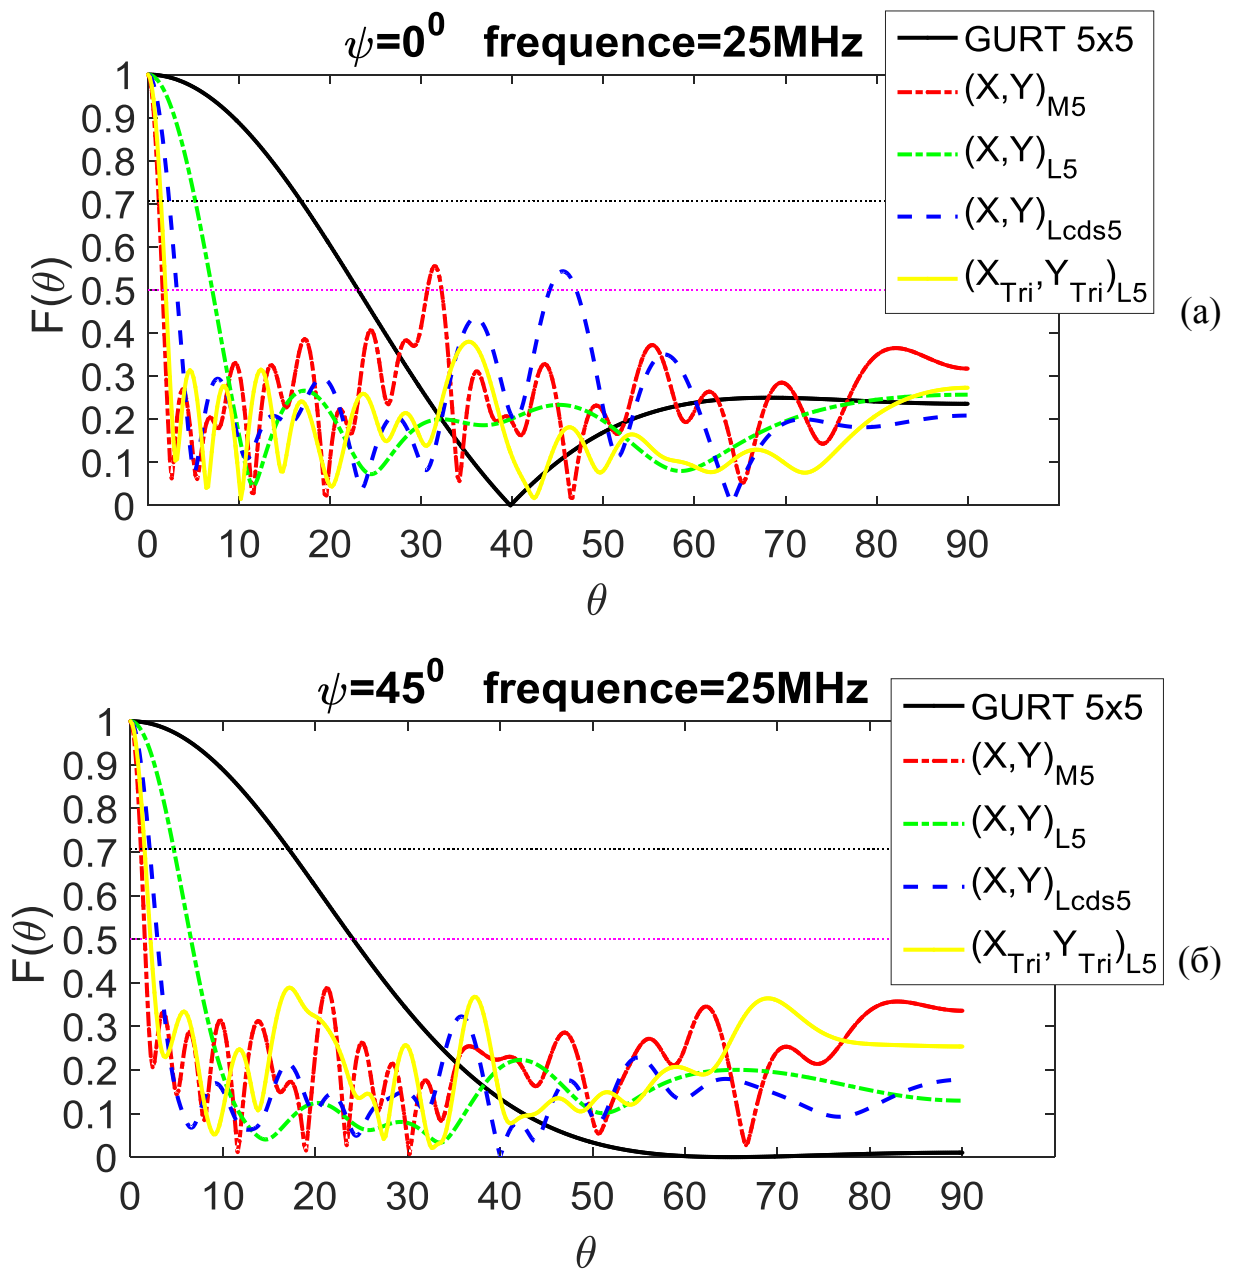 ψ=0⁰ frequence=25MHz
GURT 5x5
(X,Y)M5
(X,Y)L5
(X,Y)Lcds5
(XTri,YTri)L5
(а)
1
0.9
0.8
0.7
0.6
0.5
0.4
0.3
0.2
0.1
0
F(θ)
0 10 20 30 40 50 60 70 80 90
θ
ψ=45⁰ frequence=25MHz
GURT 5x5
(X,Y)M5
(X,Y)L5
(X,Y)Lcds5
(XTri,YTri)L5
(б)
1
0.9
0.8
0.7
0.6
0.5
0.4
0.3
0.2
0.1
0
F(θ)
0 10 20 30 40 50 60 70 80 90
θ